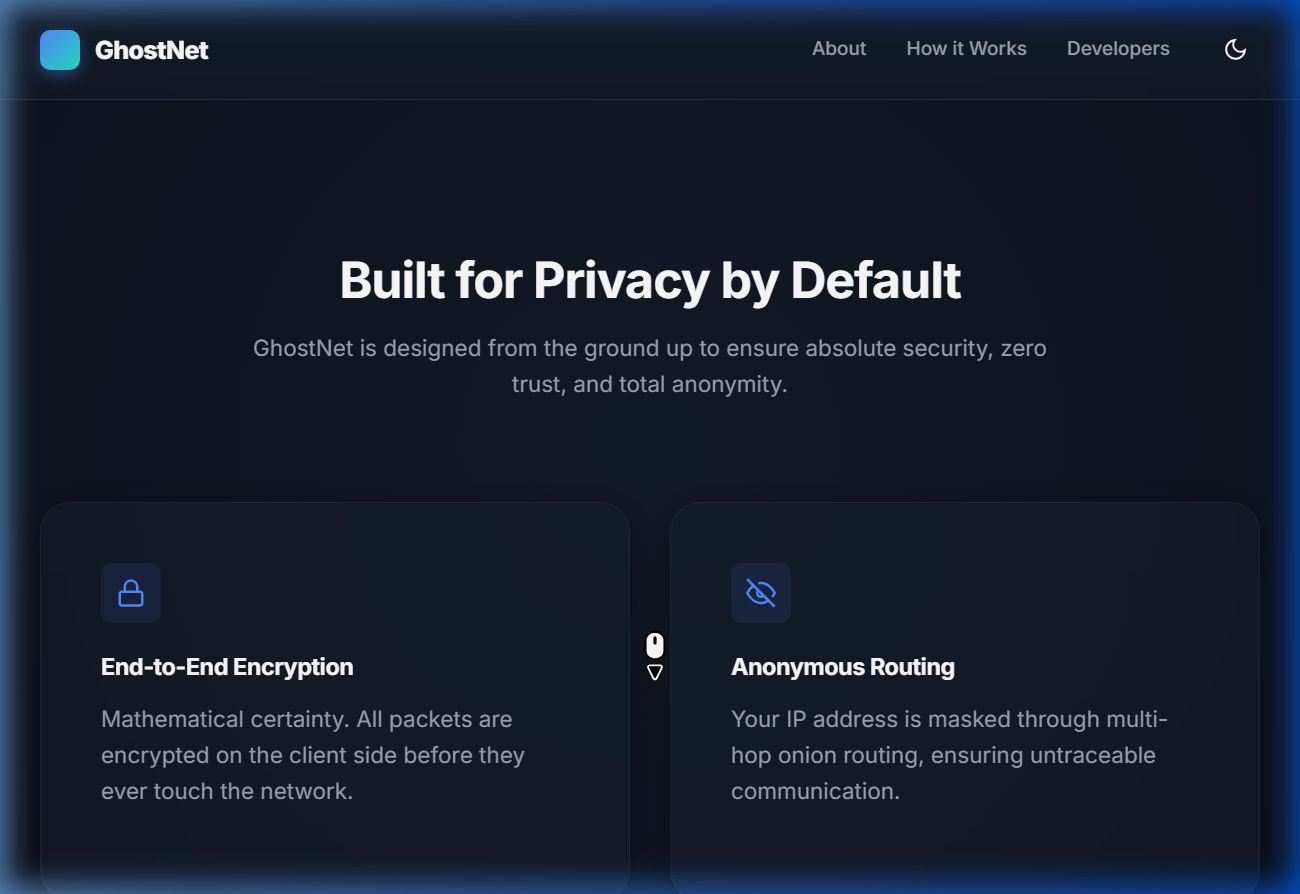 GhostNet
About
How it Works
Developers
Built for Privacy by Default
GhostNet is designed from the ground up to ensure absolute security, zero
trust, and total anonymity.
End-to-End Encryption
Mathematical certainty. All packets are
encrypted on the client side before they
ever touch the network.
Anonymous Routing
Your IP address is masked through multi-
hop onion routing, ensuring untraceable
communication.